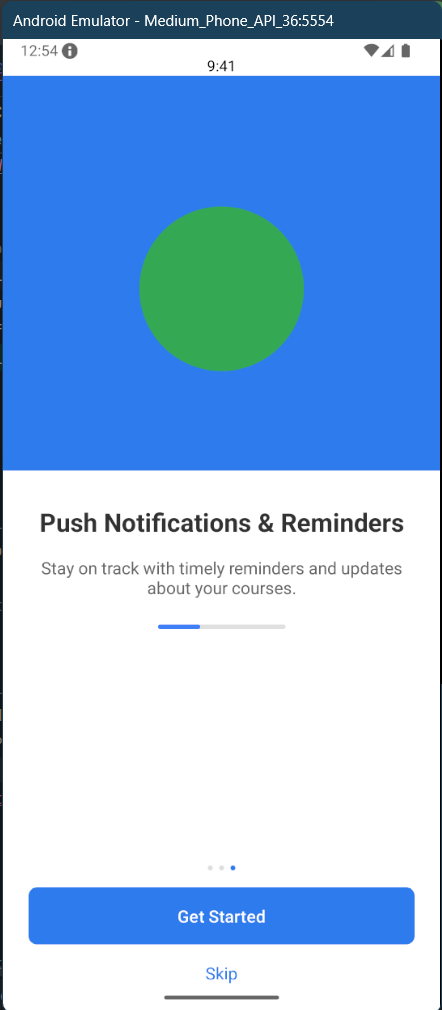 Android Emulator - Medium_Phone_API_36:5554
12:54
9:41
Push Notifications & Reminders
Stay on track with timely reminders and updates
about your courses.
Get Started
Skip